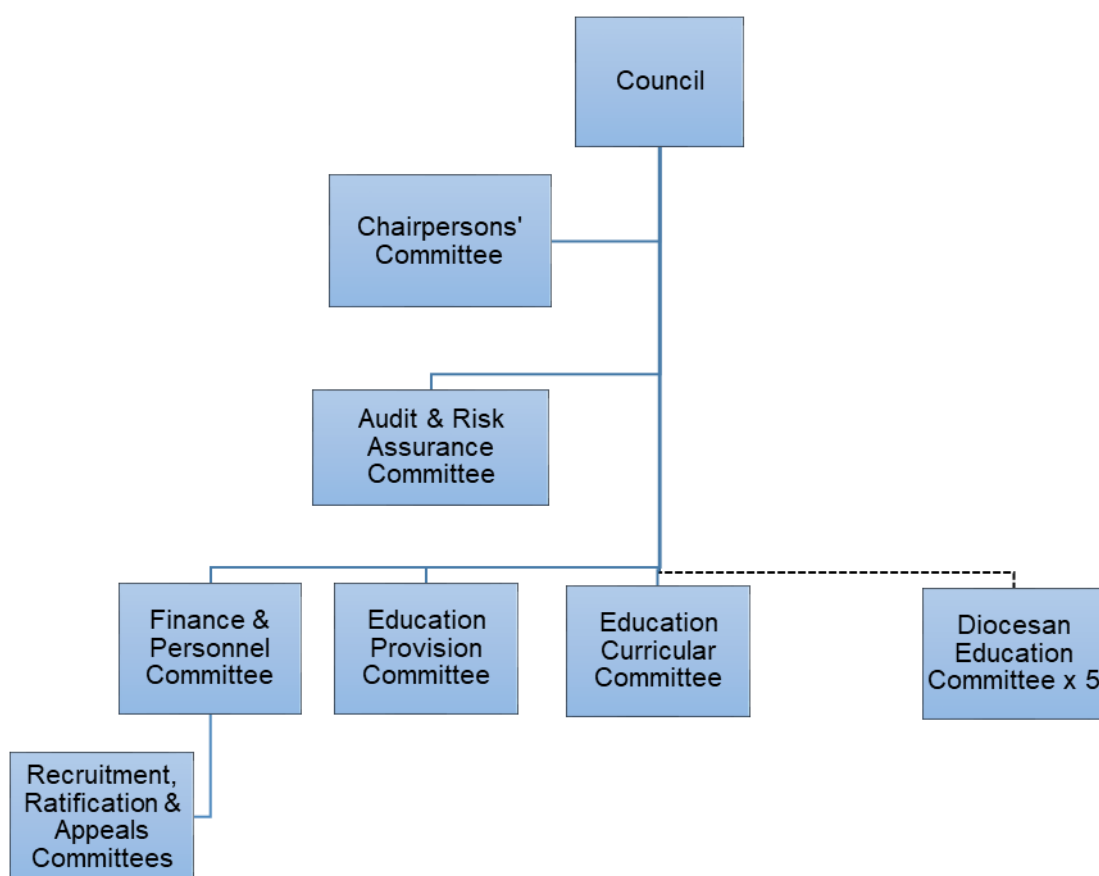 Council
Chairpersons'
Committee
Audit & Risk
Assurance
Committee
Finance &
Personnel
Committee
Education
Provision
Committee
Education
Curricular
Committee
Diocesan
Education
Committee x 5
Recruitment,
Ratification &
Appeals
Committees